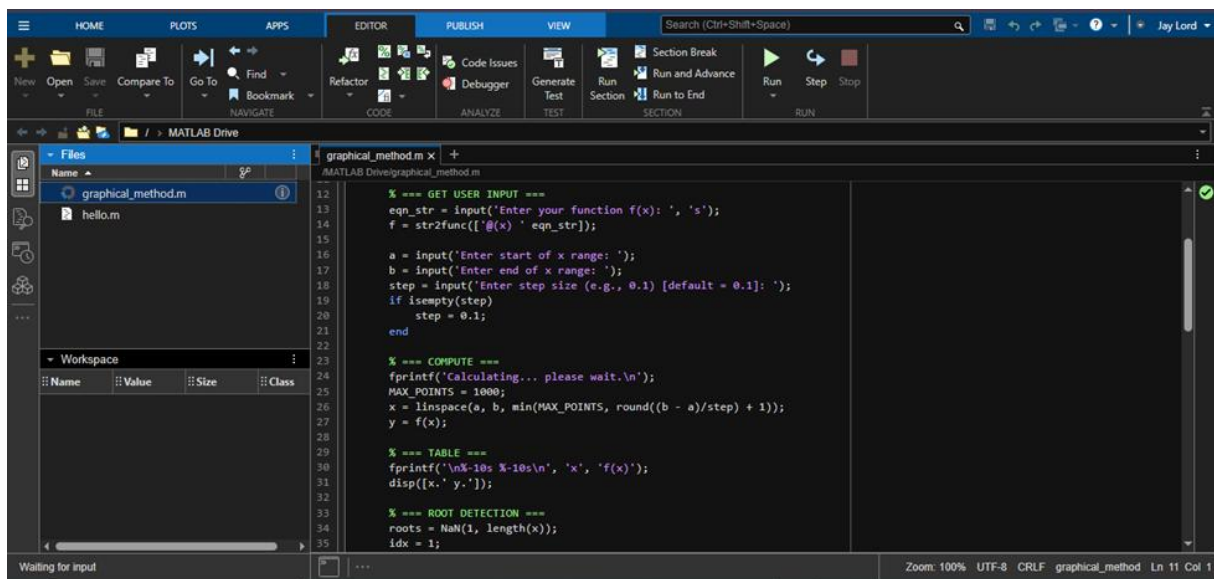 HOME PLOTS APPS EDITOR PUBLISH VIEW Search (Ctrl+Shift+Space) Jay Lord
New Open Save Compare To Go To Find Bookmark Refactor Code Issues Debugger Generate Test Run Section Section Break Run and Advance Run to End Run Step Stop
FILE NAVIGATE CODE ANALYZE TEST SECTION RUN
/ > MATLAB Drive
Files
Name
graphical_method.m
hello.m
Workspace
Name Value Size Class
graphical_method.m × +
/MATLAB Drive/graphical_method.m
12 % === GET USER INPUT ===
13 eqn_str = input('Enter your function f(x): ', 's');
14 f = str2func(['@(x) ' eqn_str]);
15
16 a = input('Enter start of x range: ');
17 b = input('Enter end of x range: ');
18 step = input('Enter step size (e.g., 0.1) [default = 0.1]: ');
19 if isempty(step)
20 step = 0.1;
21 end
22
23 % === COMPUTE ===
24 fprintf('Calculating... please wait.\n');
25 MAX_POINTS = 1000;
26 x = linspace(a, b, min(MAX_POINTS, round((b - a)/step) + 1));
27 y = f(x);
28
29 % === TABLE ===
30 fprintf('\n%-10s %-10s\n', 'x', 'f(x)');
31 disp([x.' y.']);
32
33 % === ROOT DETECTION ===
34 roots = NaN(1, length(x));
35 idx = 1;
Waiting for input
Zoom: 100% UTF-8 CRLF graphical_method Ln 11 Col 1